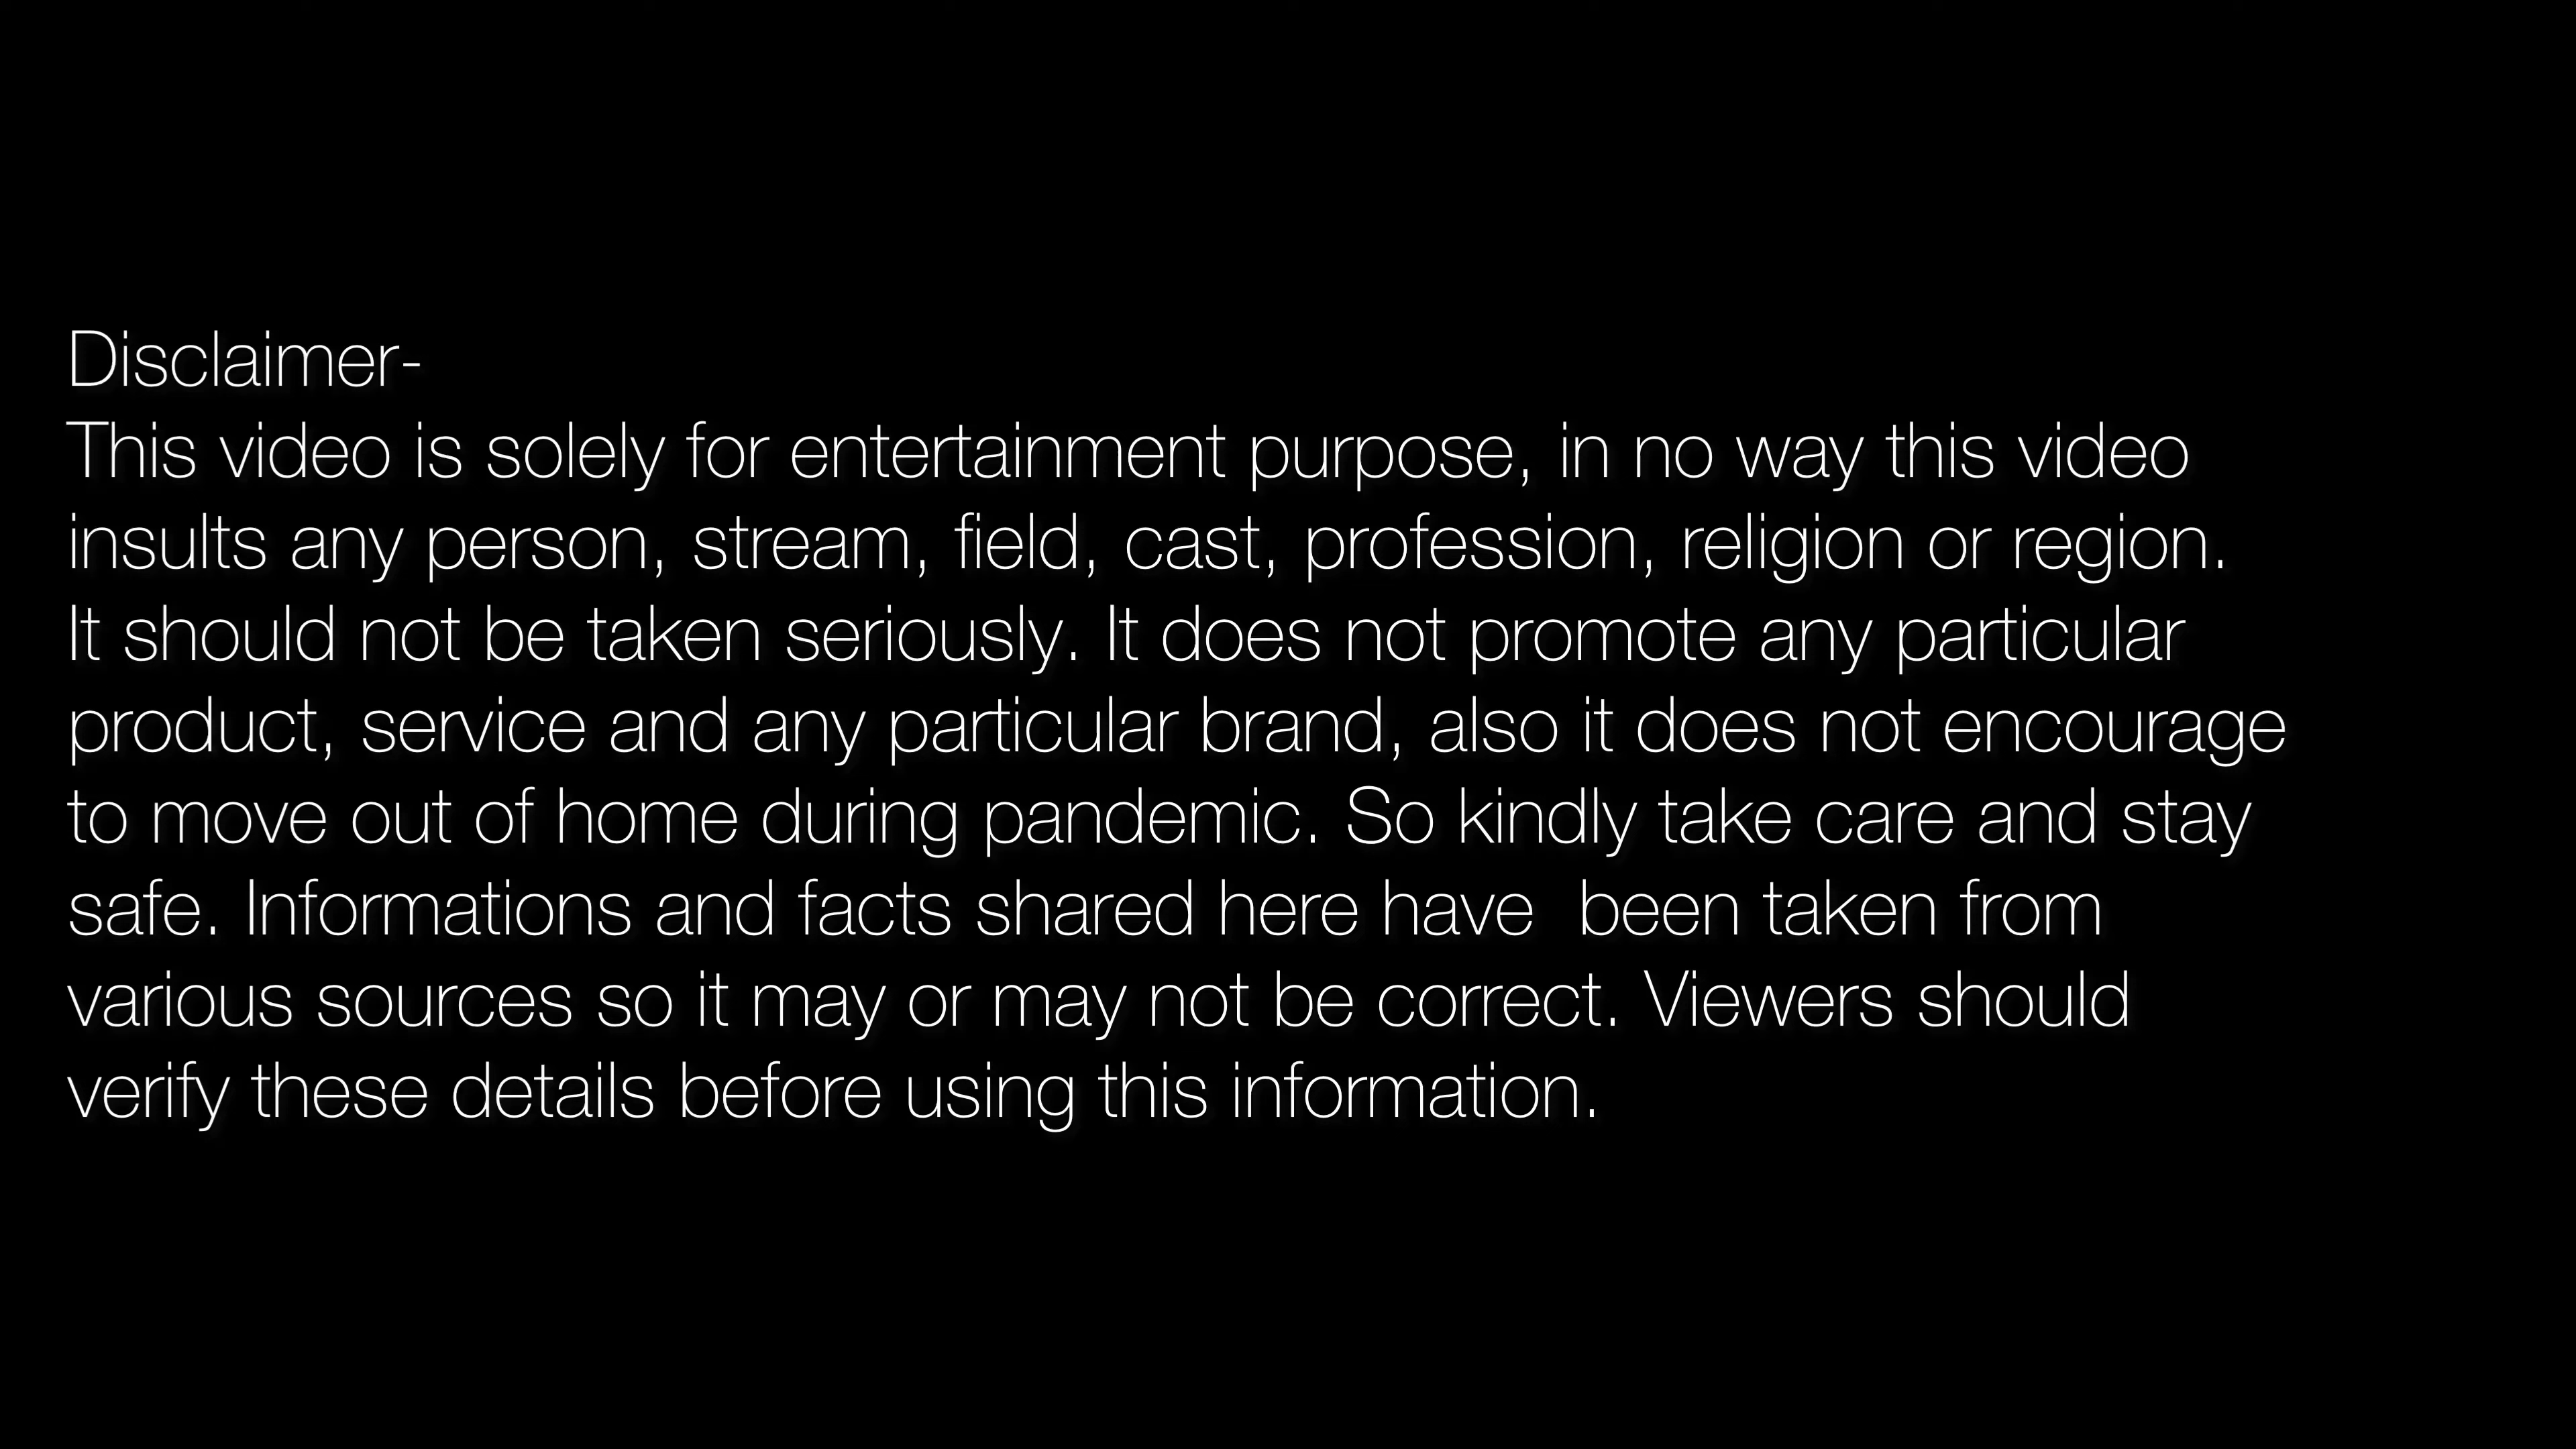 Disclaimer-
This video is solely for entertainment purpose, in no way this video
insults any person, stream, field, cast, profession, religion or region.
It should not be taken seriously. It does not promote any particular
product, service and any particular brand, also it does not encourage
to move out of home during pandemic. So kindly take care and stay
safe. Informations and facts shared here have  been taken from
various sources so it may or may not be correct. Viewers should
verify these details before using this information.